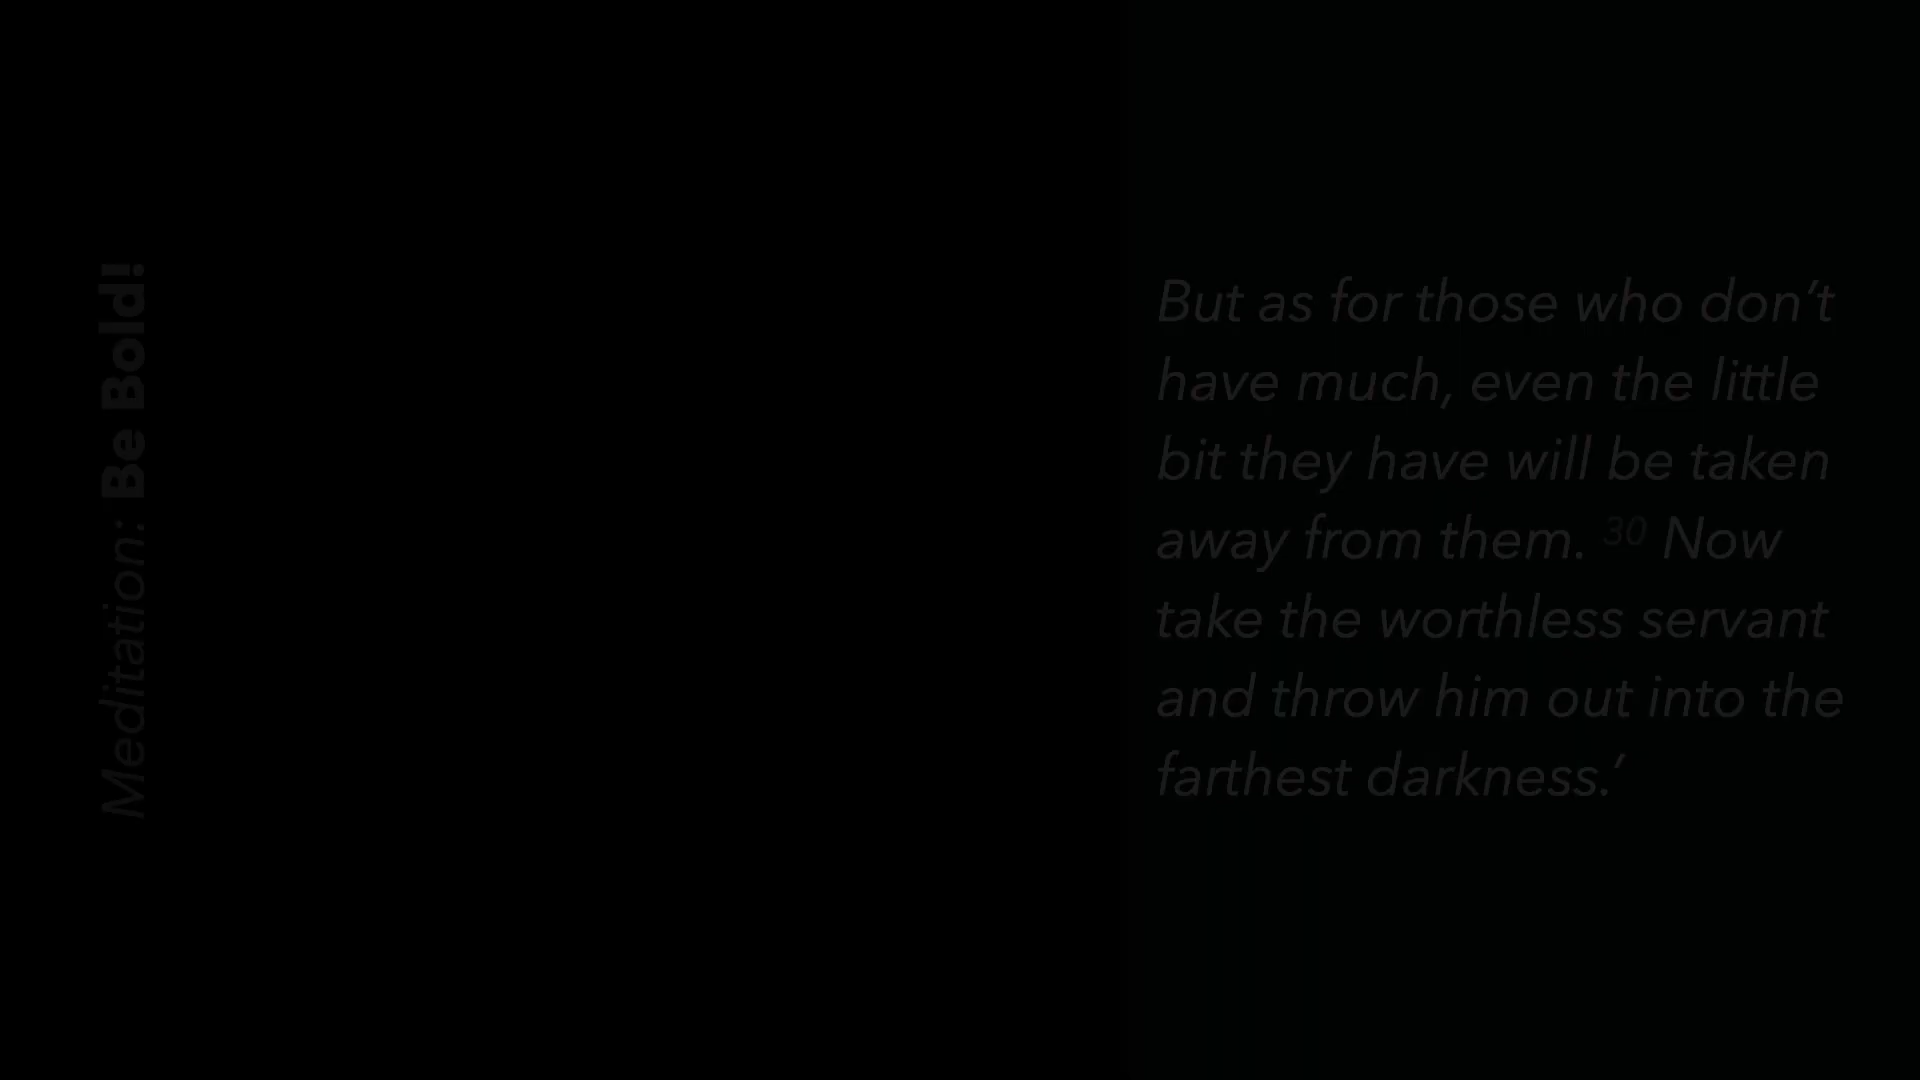 Meditation: Be Bold!
But as for those who don’t
have much, even the little
bit they have will be taken
away from them. 30 Now
take the worthless servant
and throw him out into the
farthest darkness.’